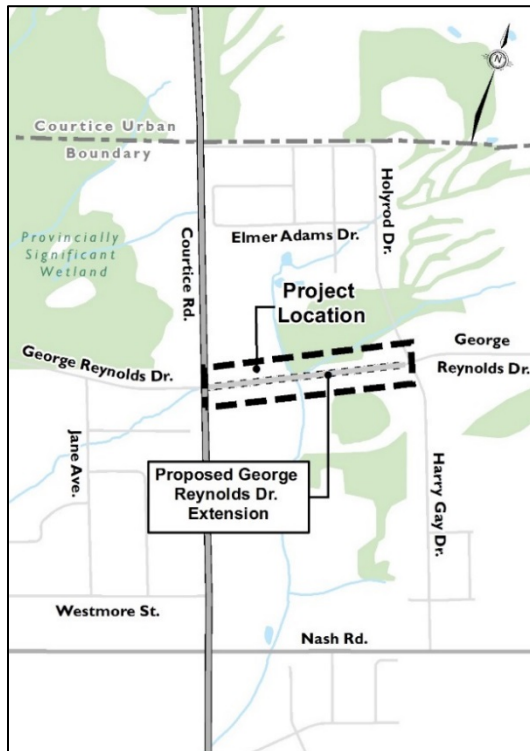 N
Courtice Urban
Boundary
Holyrod Dr.
Courtice Rd.
Elmer Adams Dr.
Provincially
Significant
Wetland
Project
Location
George Reynolds Dr.
George
Reynolds Dr.
Jane Ave.
Proposed George
Reynolds Dr.
Extension
Harry Gay Dr.
Westmore St.
Nash Rd.